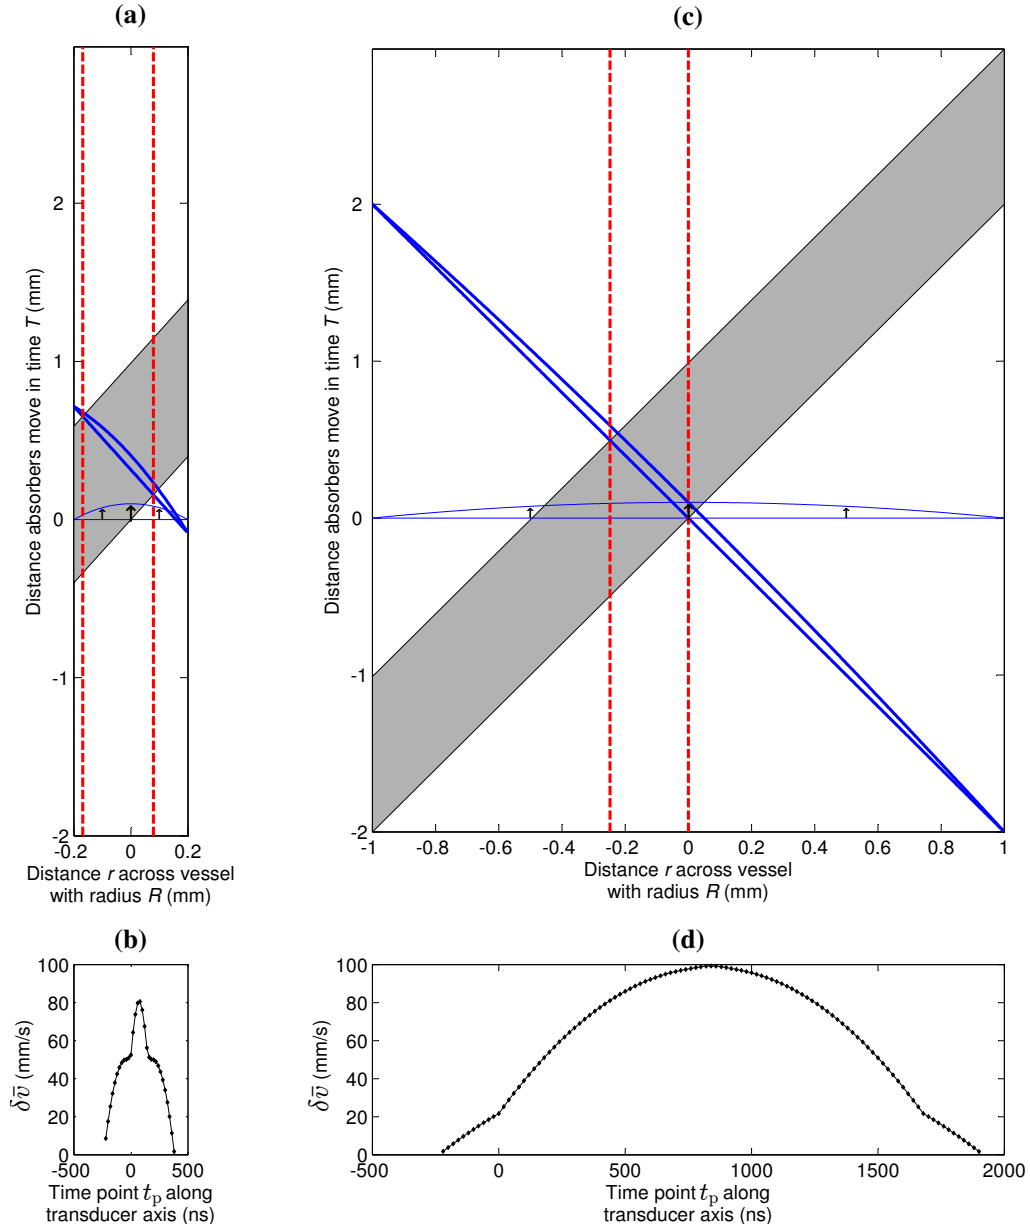 (a)
Distance absorbers move in time T (mm)
2
1
0
-1
-2
-0.2 0 0.2
Distance r across vessel
with radius R (mm)
(c)
Distance absorbers move in time T (mm)
2
1
0
-1
-2
-1 -0.8 -0.6 -0.4 -0.2 0 0.2 0.4 0.6 0.8 1
Distance r across vessel
with radius R (mm)
(b)
δv̄ (mm/s)
100
80
60
40
20
0
-500 0 500
Time point tp along
transducer axis (ns)
(d)
δv̄ (mm/s)
100
80
60
40
20
0
-500 0 500 1000 1500 2000
Time point tp along
transducer axis (ns)